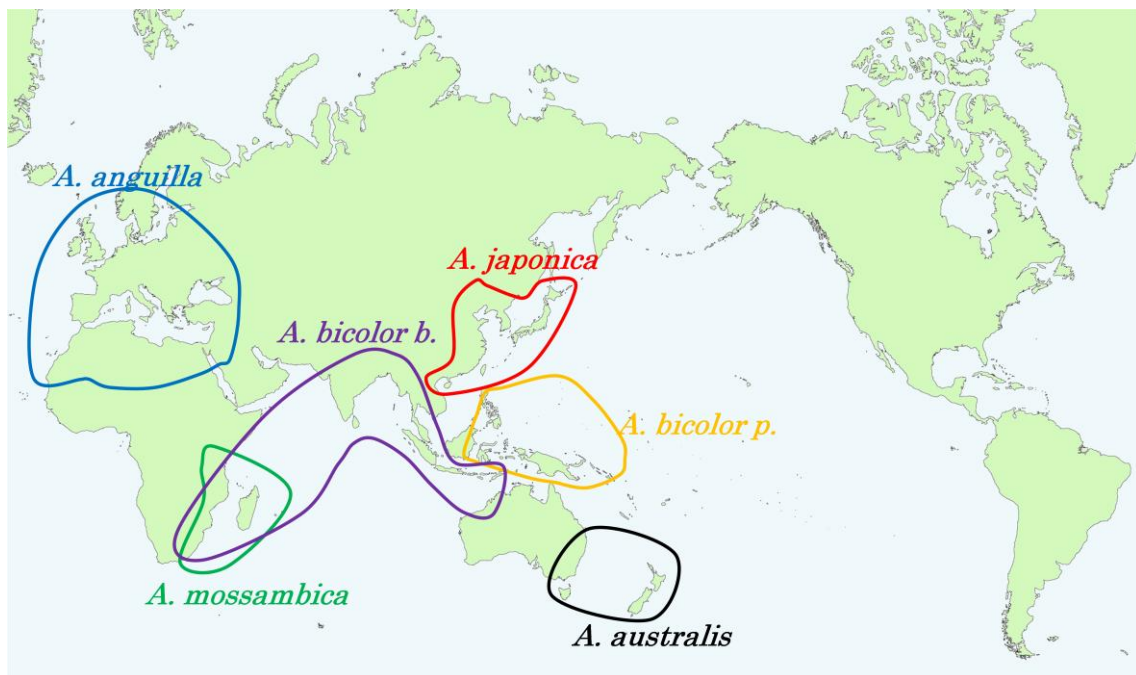 A. anguilla
A. japonica
A. bicolor b.
A. bicolor p.
A. mossambica
A. australis